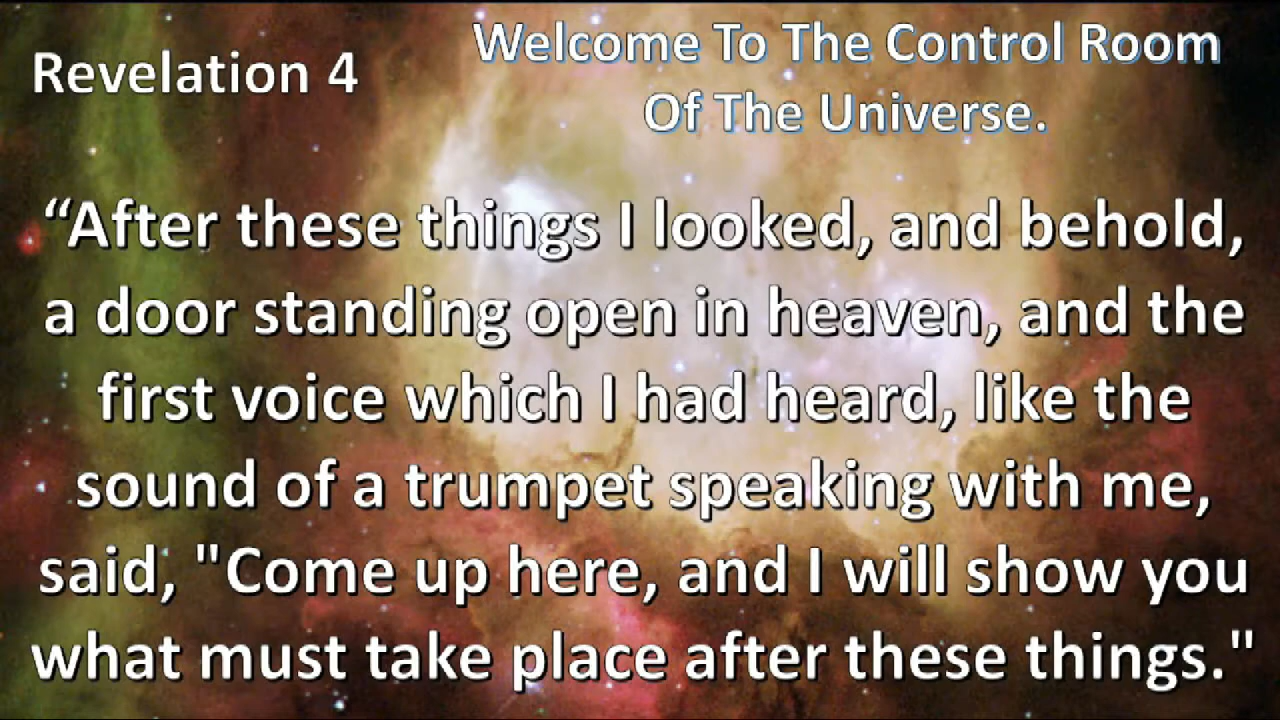 Revelation 4
Welcome To The Control Room
Of The Universe.
“After these things I looked, and behold,
a door standing open in heaven, and the
first voice which I had heard, like the
sound of a trumpet speaking with me,
said, "Come up here, and I will show you
what must take place after these things."